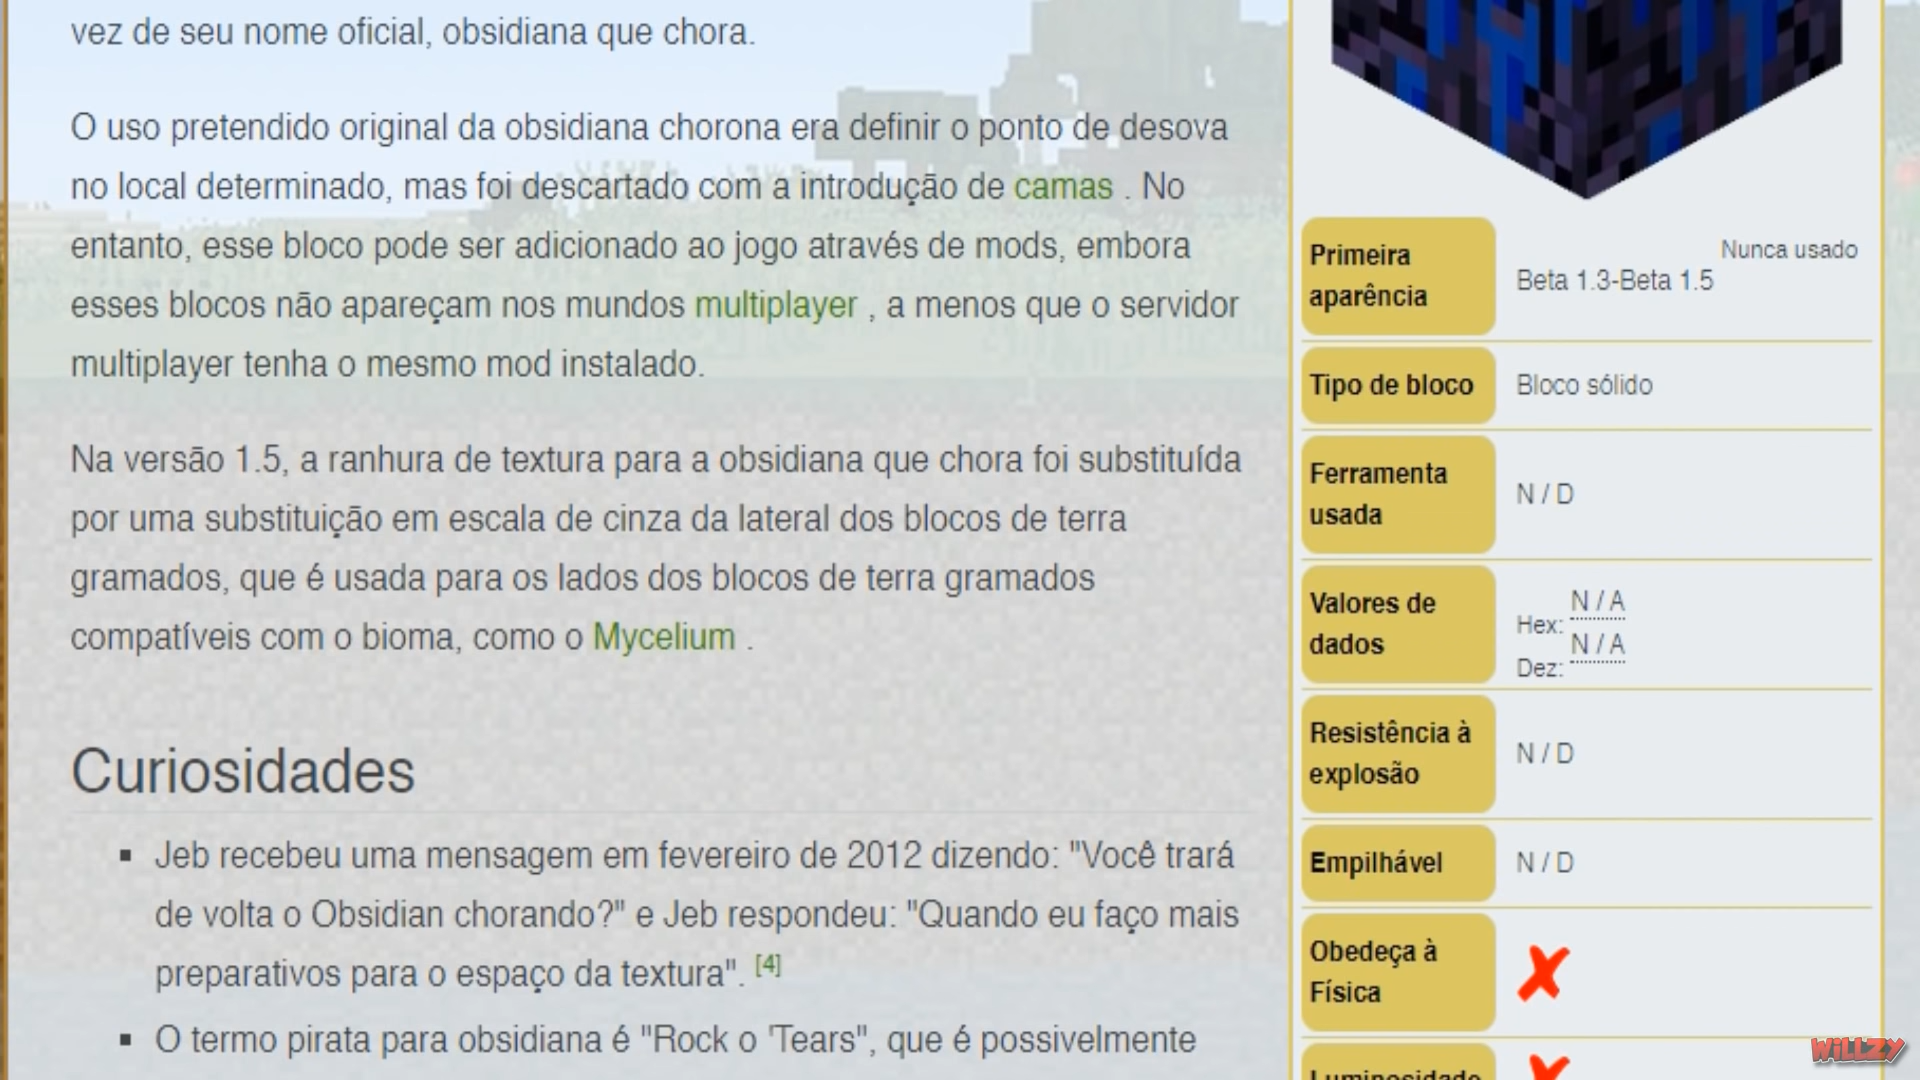 vez de seu nome oficial, obsidiana que chora.
O uso pretendido original da obsidiana chorona era definir o ponto de desova
no local determinado, mas foi descartado com a introdução de camas . No
entanto, esse bloco pode ser adicionado ao jogo através de mods, embora
esses blocos não apareçam nos mundos multiplayer , a menos que o servidor
multiplayer tenha o mesmo mod instalado.
Na versão 1.5, a ranhura de textura para a obsidiana que chora foi substituída
por uma substituição em escala de cinza da lateral dos blocos de terra
gramados, que é usada para os lados dos blocos de terra gramados
compatíveis com o bioma, como o Mycelium .
Curiosidades
▪ Jeb recebeu uma mensagem em fevereiro de 2012 dizendo: "Você trará
de volta o Obsidian chorando?" e Jeb respondeu: "Quando eu faço mais
preparativos para o espaço da textura". [4]
▪ O termo pirata para obsidiana é "Rock o 'Tears", que é possivelmente
Primeira
aparência
Nunca usado
Beta 1.3-Beta 1.5
Tipo de bloco
Bloco sólido
Ferramenta
usada
N / D
Valores de
dados
N / A
Hex:
N / A
Dez:
Resistência à
explosão
N / D
Empilhável
N / D
Obedeça à
Física
Luminosidade
WiLLZY